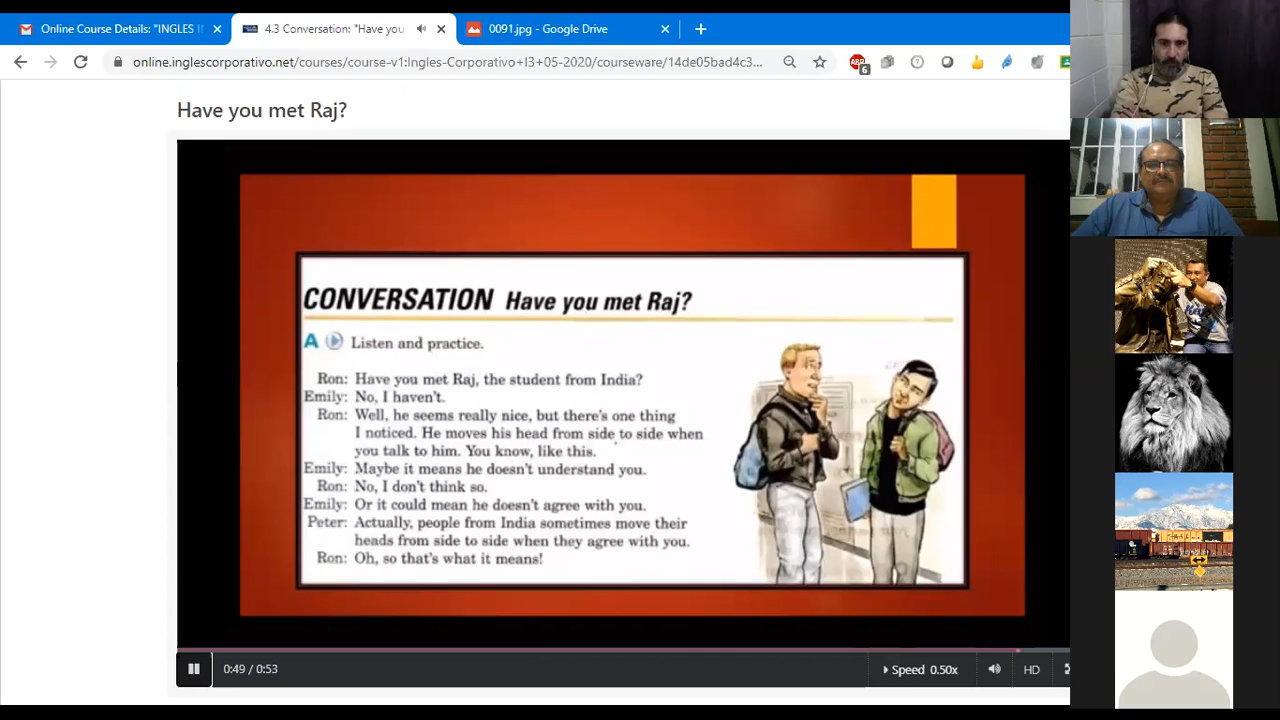 Online Course Details: "INGLES I
4.3 Conversation: "Have you
0091.jpg - Google Drive
online.inglescorporativo.net/courses/course-v1:Ingles-Corporativo+I3+05-2020/courseware/14de05bad4c3...
6
Have you met Raj?
CONVERSATION Have you met Raj?
A Listen and practice.
Ron: Have you met Raj, the student from India?
Emily: No, I haven't.
Ron: Well, he seems really nice, but there's one thing
I noticed. He moves his head from side to side when
you talk to him. You know, like this.
Emily: Maybe it means he doesn't understand you.
Ron: No, I don't think so.
Emily: Or it could mean he doesn't agree with you.
Peter: Actually, people from India sometimes move their
heads from side to side when they agree with you.
Ron: Oh, so that's what it means!
0:49 / 0:53
Speed 0.50x
HD